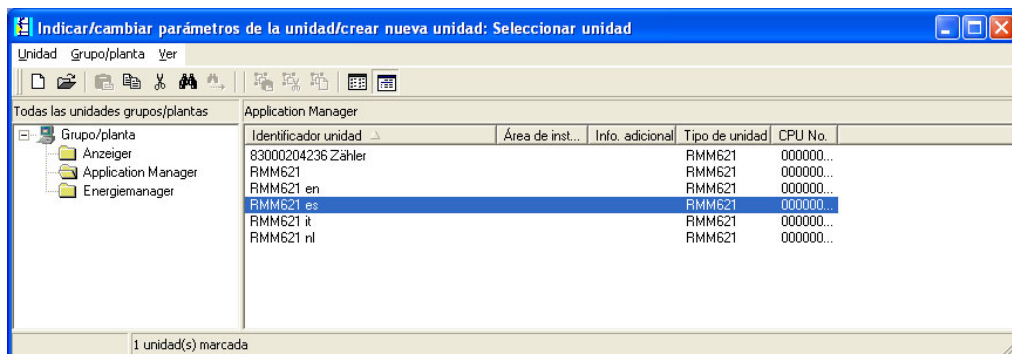 Indicar/cambiar parámetros de la unidad/crear nueva unidad: Seleccionar unidad
Unidad Grupo/planta Ver
Todas las unidades grupos/plantas
Application Manager
Grupo/planta
Anzeiger
Application Manager
Energiemanager
Identificador unidad Área de inst... Info. adicional Tipo de unidad CPU No.
83000204236 Zähler RMM621 000000...
RMM621 RMM621 000000...
RMM621 en RMM621 000000...
RMM621 es RMM621 000000...
RMM621 it RMM621 000000...
RMM621 nl RMM621 000000...
1 unidad(s) marcada